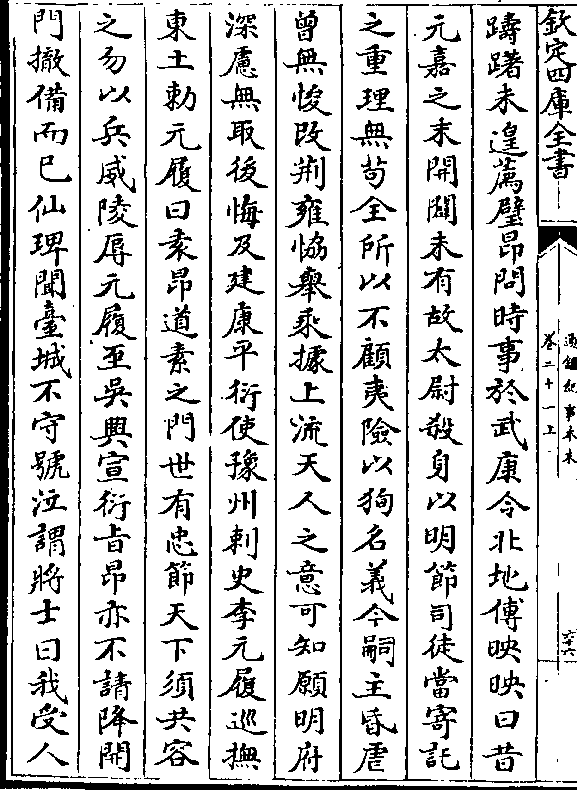 欽定四庫全書
通鑑紀事本末
卷二十一上
六十六
躊躇未遑薦璧昂問時事於武康令北地傅映映曰昔
元嘉之末開闢未有故太尉殺身以明節司徒當寄託
之重理無苟全所以不顧夷險以狥名義今嗣主昏虐
曾無悛改荆雍協舉乘據上流天人之意可知願明府
深慮無取後悔及建康平衍使豫州刺史李元履巡撫
東土勅元履曰袁昂道素之門世有忠節天下須共容
之勿以兵威陵辱元履至吳興宣衍㫖昂亦不請降開
門撤備而已仙琕聞臺城不守號泣謂將士曰我受人